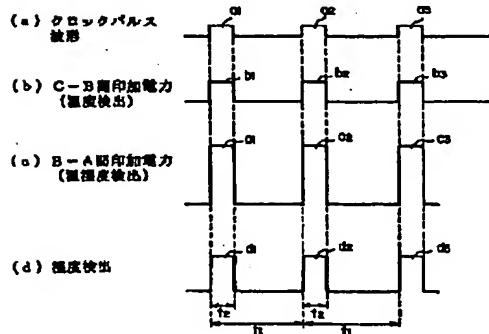 a1 a2 a3
(a) クロックパルス
波形
b1 b2 b3
(b) C-B間印加電力
(温度検出)
c1 c2 c3
(c) B-A間印加電力
(温湿度検出)
d1 d2 d3
(d) 湿度検出
t2 t2
t1 t1